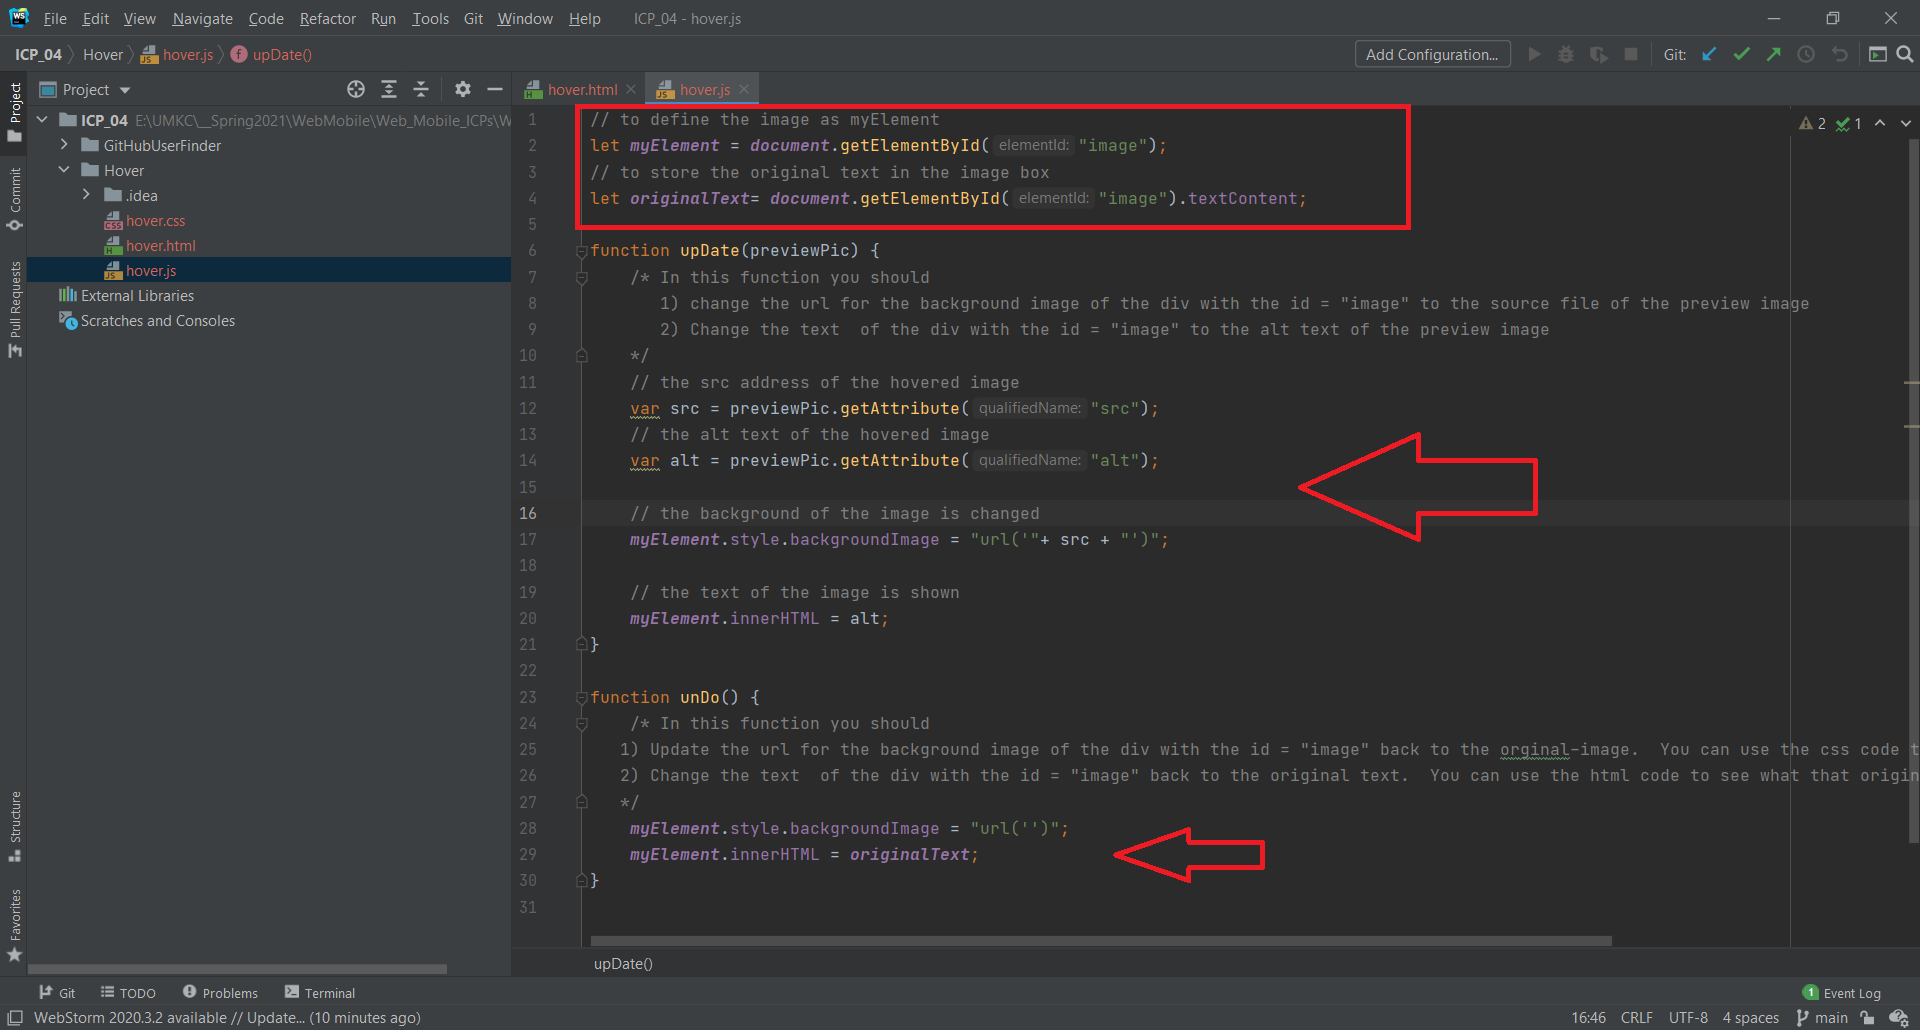 WS File Edit View Navigate Code Refactor Run Tools Git Window Help ICP_04 - hover.js
ICP_04 Hover hover.js upDate() Add Configuration... Git:
Project hover.html hover.js
ICP_04 E:\UMKC\__Spring2021\WebMobile\Web_Mobile_ICPs\W
GitHubUserFinder
Hover
.idea
hover.css
hover.html
hover.js
External Libraries
Scratches and Consoles
Project
Commit
Pull Requests
Structure
Favorites
2 1
1 // to define the image as myElement
2 let myElement = document.getElementById( elementId: "image");
3 // to store the original text in the image box
4 let originalText= document.getElementById( elementId: "image").textContent;
5
6 function upDate(previewPic) {
7 /* In this function you should
8 1) change the url for the background image of the div with the id = "image" to the source file of the preview image
9 2) Change the text  of the div with the id = "image" to the alt text of the preview image
10 */
11 // the src address of the hovered image
12 var src = previewPic.getAttribute( qualifiedName: "src");
13 // the alt text of the hovered image
14 var alt = previewPic.getAttribute( qualifiedName: "alt");
15
16 // the background of the image is changed
17 myElement.style.backgroundImage = "url('"+ src + "')";
18
19 // the text of the image is shown
20 myElement.innerHTML = alt;
21 }
22
23 function unDo() {
24 /* In this function you should
25 1) Update the url for the background image of the div with the id = "image" back to the orginal-image.  You can use the css code t
26 2) Change the text  of the div with the id = "image" back to the original text.  You can use the html code to see what that origin
27 */
28 myElement.style.backgroundImage = "url('')";
29 myElement.innerHTML = originalText;
30 }
31
upDate()
Git TODO Problems Terminal 1 Event Log
WebStorm 2020.3.2 available // Update... (10 minutes ago) 16:46 CRLF UTF-8 4 spaces main